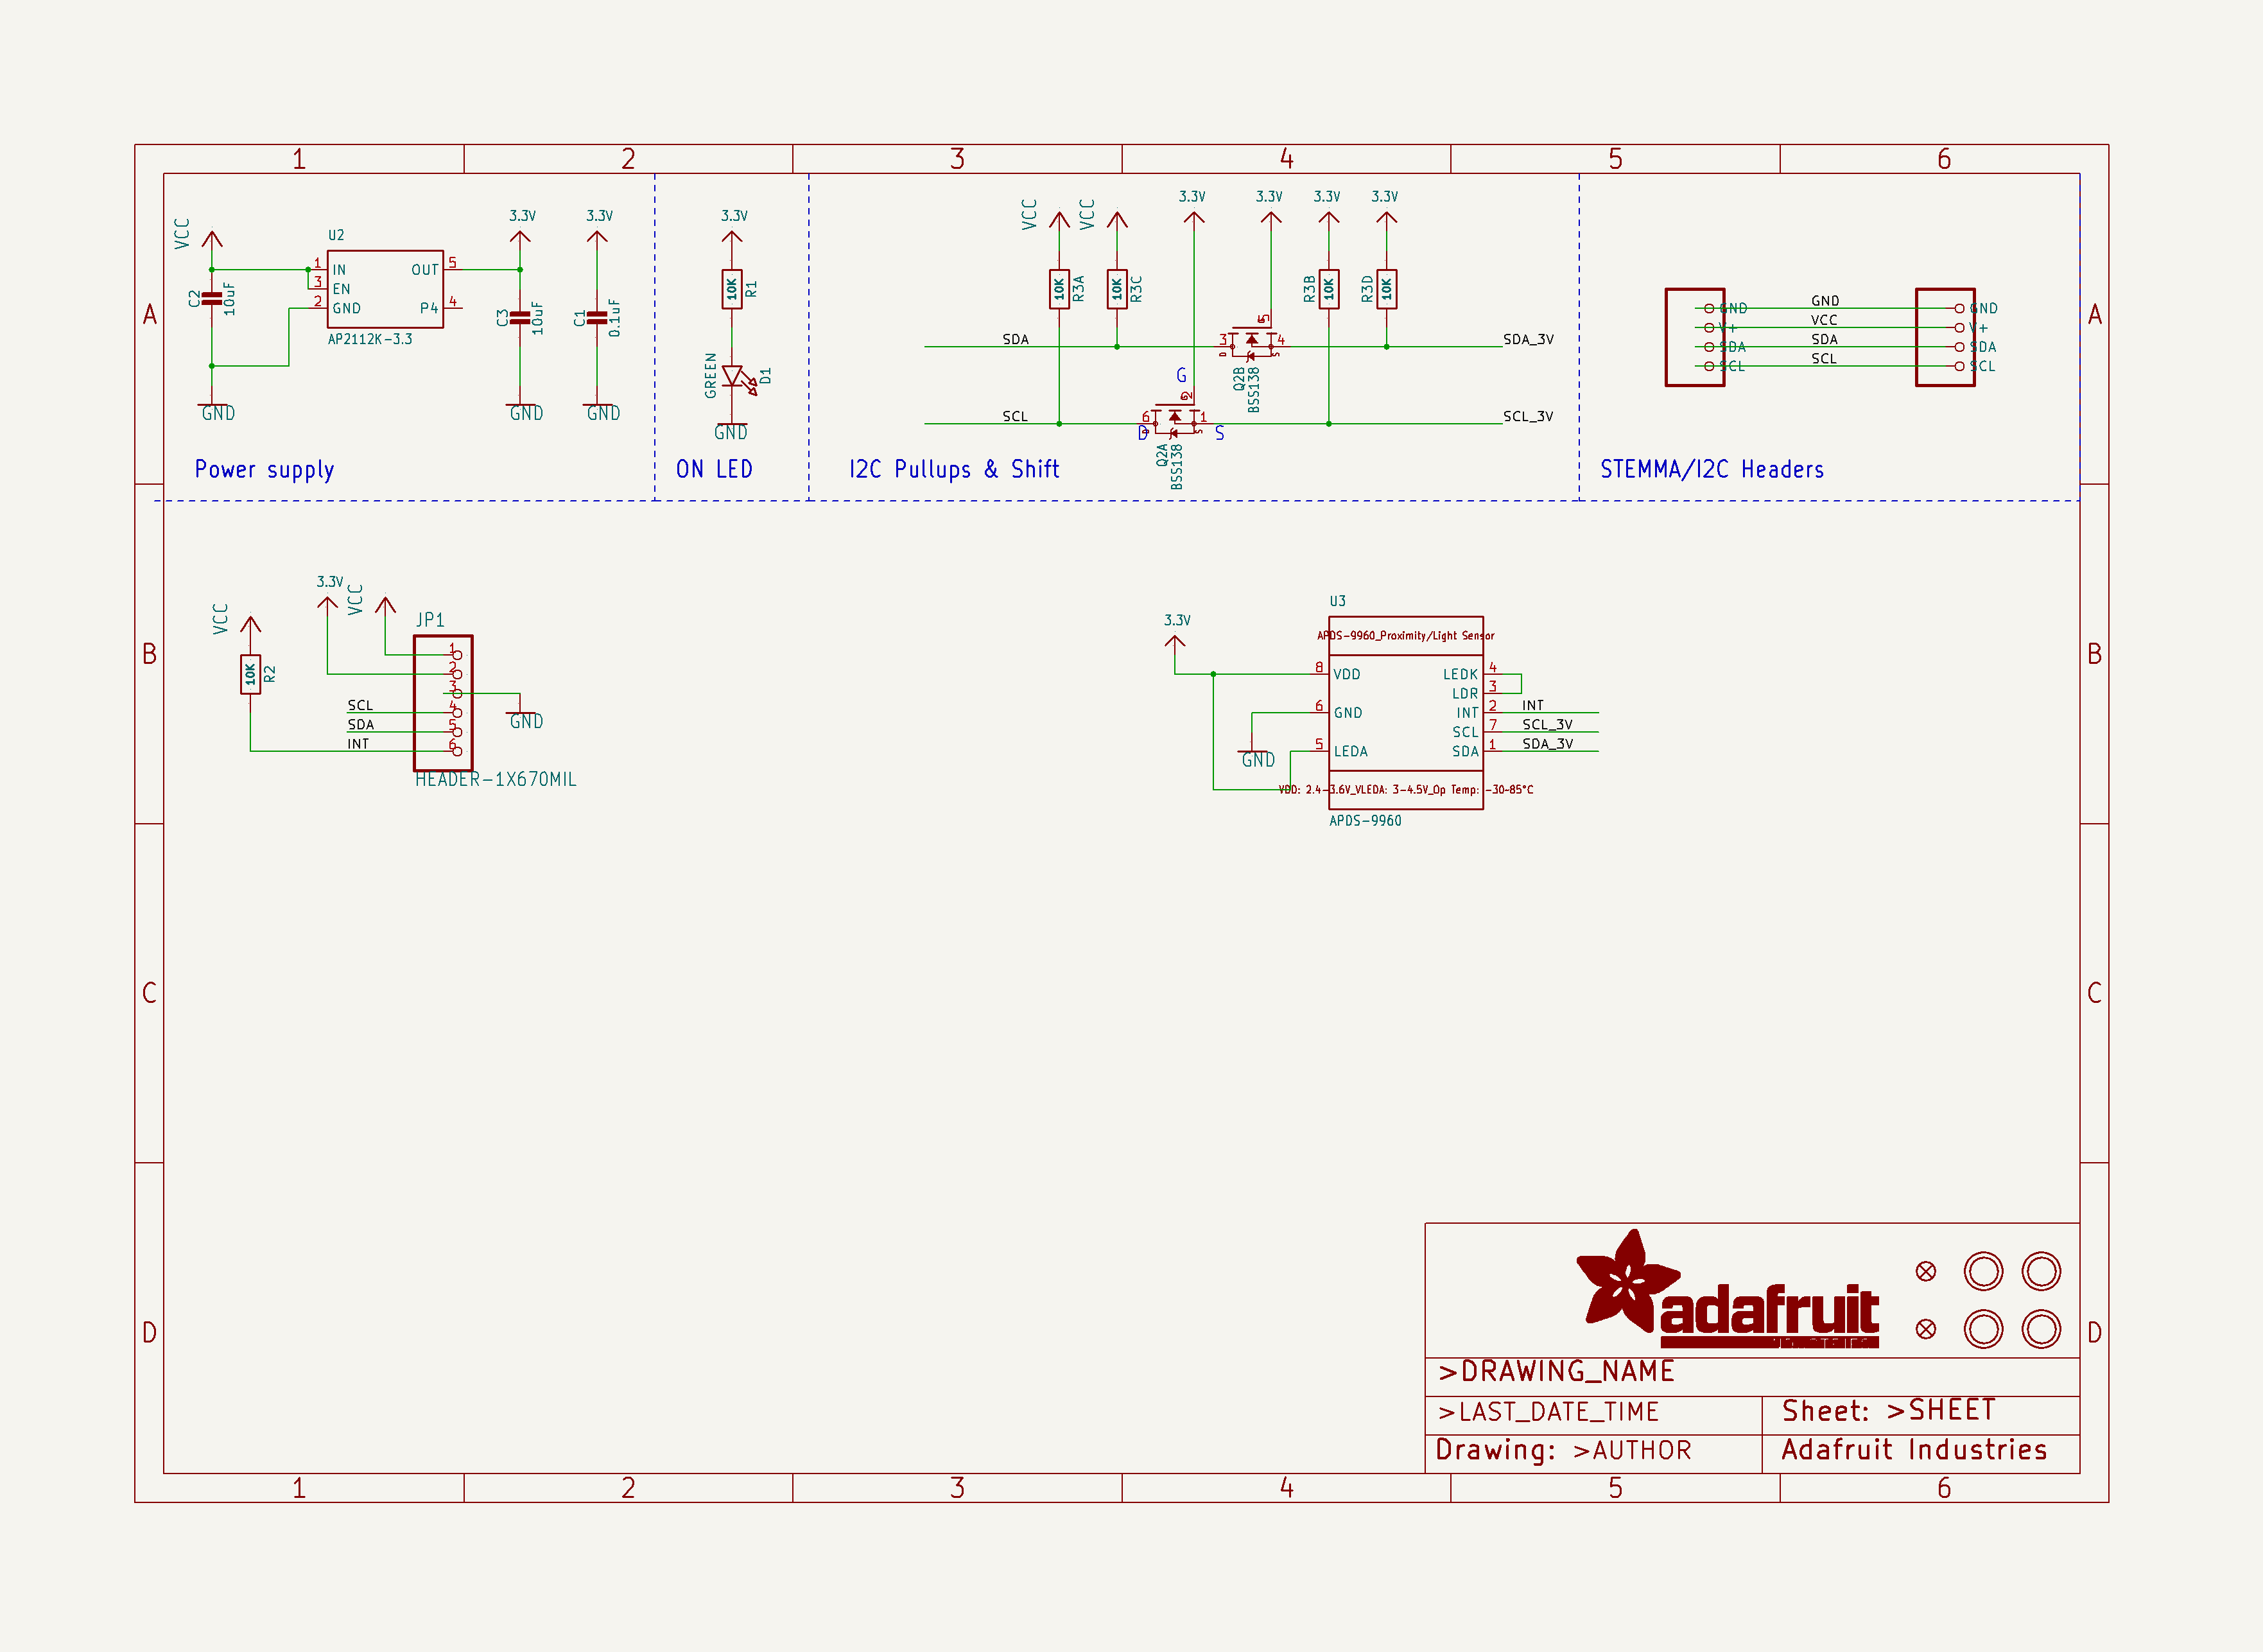 1 2 3 4 5 6
A A
B B
C C
D D
1 2 3 4 5 6
VCC
C2
10uF
GND
U2
1 IN
3 EN
2 GND
OUT 5
P4 4
AP2112K-3.3
3.3V
C3
10uF
GND
3.3V
C1
0.1uF
GND
Power supply
3.3V
10K
R1
GREEN
D1
GND
ON LED
VCC
VCC
3.3V
3.3V
3.3V
3.3V
10K
R3A
10K
R3C
R3B
10K
R3D
10K
SDA
3
D
5
4
S
SDA_3V
Q2B
BSS138
G
2
SCL
6
D
1
S
SCL_3V
Q2A
BSS138
I2C Pullups & Shift
GND GND GND
V+ VCC V+
SDA SDA SDA
SCL SCL SCL
STEMMA/I2C Headers
VCC
10K
R2
3.3V
VCC
JP1
1
2
3
GND
SCL 4
SDA 5
INT 6
HEADER-1X670MIL
3.3V
U3
APDS-9960_Proximity/Light Sensor
8 VDD LEDK 4
LDR 3
6 GND INT 2 INT
SCL 7 SCL_3V
5 LEDA SDA 1 SDA_3V
GND
VDD: 2.4-3.6V_VLEDA: 3-4.5V_Op Temp: -30-85°C
APDS-9960
adafruit
>DRAWING_NAME
>LAST_DATE_TIME
Sheet: >SHEET
Drawing: >AUTHOR
Adafruit Industries